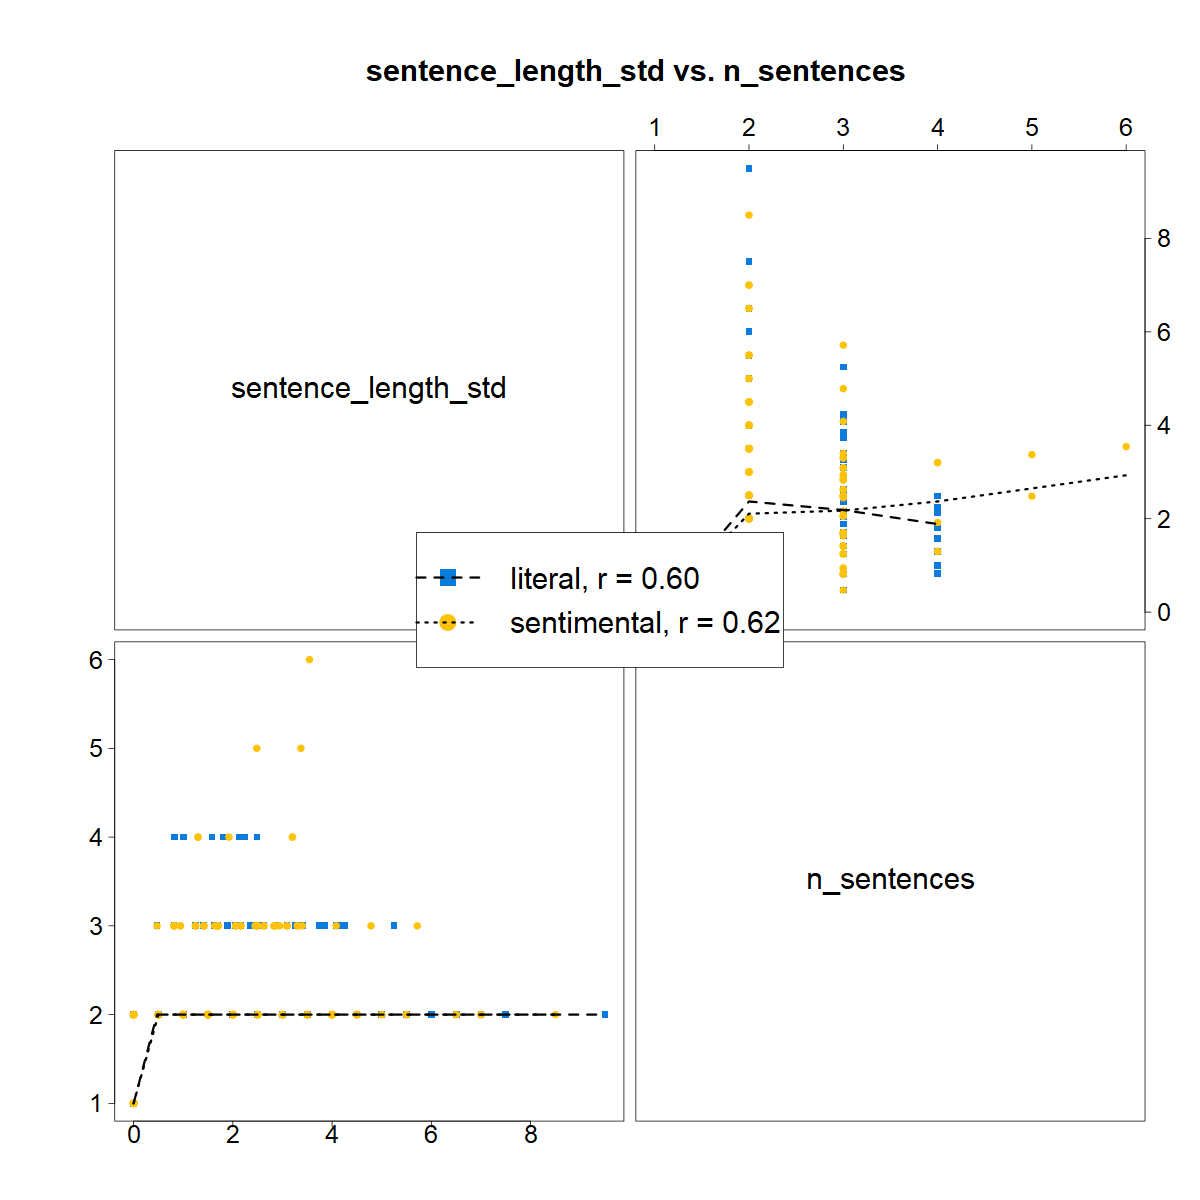 sentence_length_std vs. n_sentences
1 2 3 4 5 6
8
6
sentence_length_std
4
2
literal, r = 0.60
0
sentimental, r = 0.62
6
5
4
n_sentences
3
2
1
0 2 4 6 8